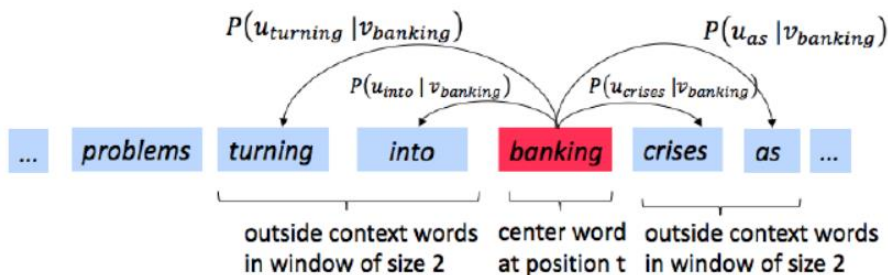 P(u_turning | v_banking)
P(u_as | v_banking)
P(u_into | v_banking)
P(u_crises | v_banking)
... problems turning into banking crises as ...
outside context words
in window of size 2
center word
at position t
outside context words
in window of size 2